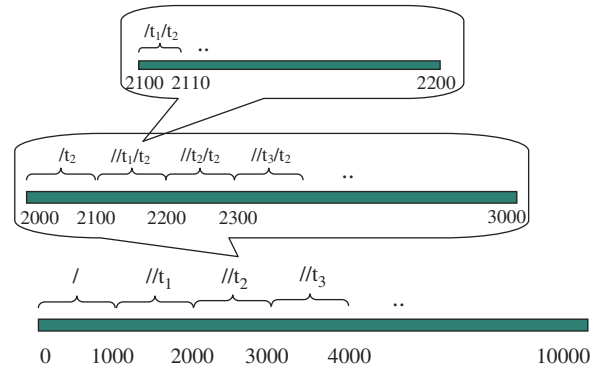 /t₁/t₂ ..
2100 2110 2200
/t₂ //t₁/t₂ //t₂/t₂ //t₃/t₂ ..
2000 2100 2200 2300 3000
/ //t₁ //t₂ //t₃ ..
0 1000 2000 3000 4000 10000